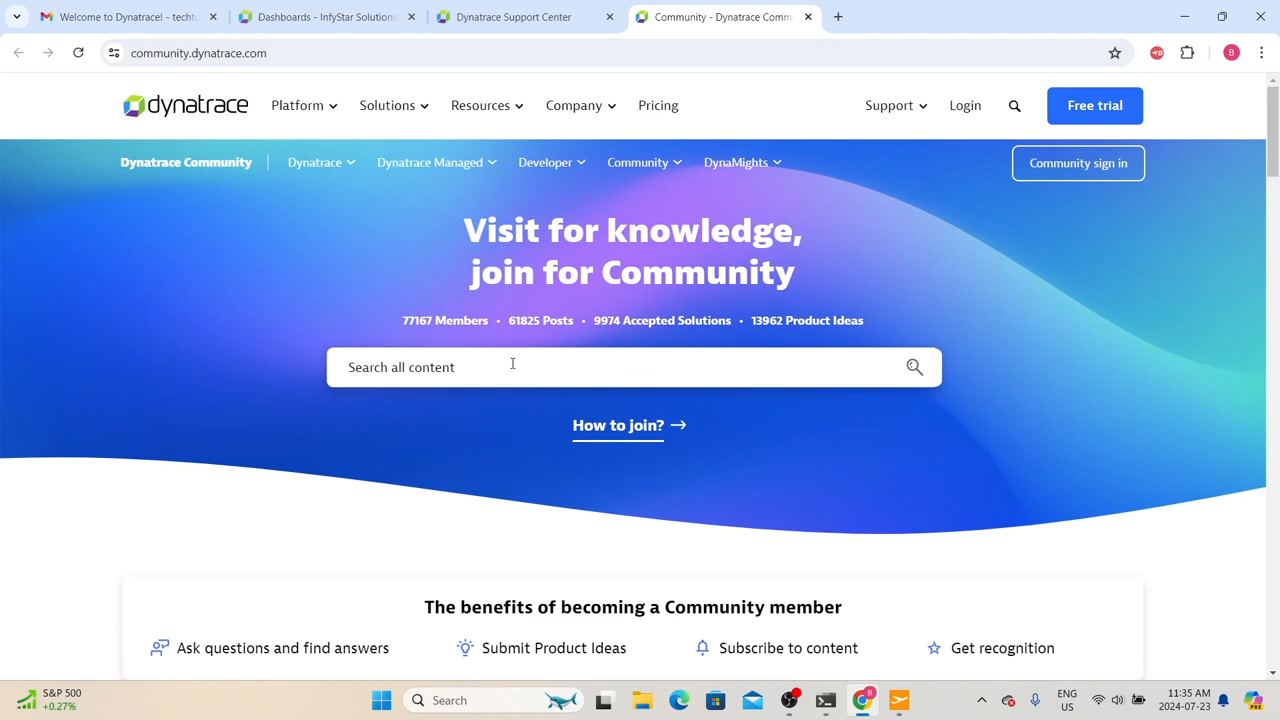 Welcome to Dynatrace! - techtu
Dashboards - InfyStar Solutions
Dynatrace Support Center
Community - Dynatrace Comm
community.dynatrace.com
B
dynatrace
Platform
Solutions
Resources
Company
Pricing
Support
Login
Free trial
Dynatrace Community
Dynatrace
Dynatrace Managed
Developer
Community
DynaMights
Community sign in
Visit for knowledge,
join for Community
77167 Members • 61825 Posts • 9974 Accepted Solutions • 13962 Product Ideas
Search all content
How to join?
The benefits of becoming a Community member
Ask questions and find answers
Submit Product Ideas
Subscribe to content
Get recognition
S&P 500
+0.27%
Search
B
ENG
US
11:35 AM
2024-07-23
PRE